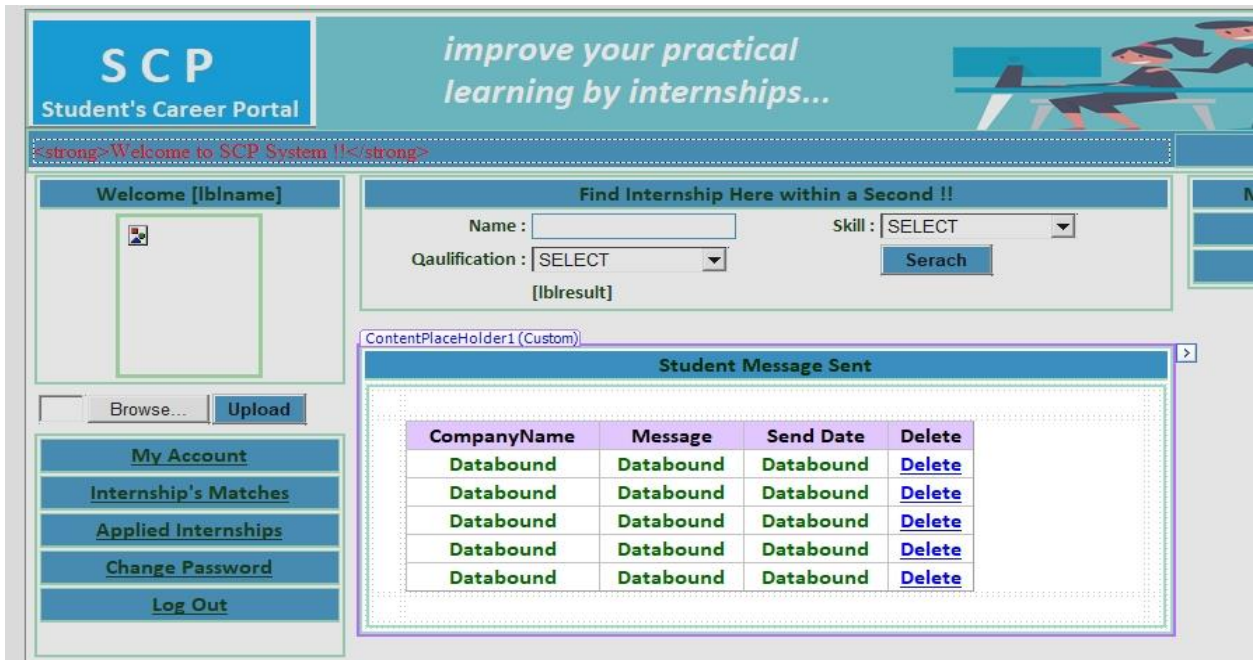 S C P
Student's Career Portal
improve your practical
learning by internships...
<strong>Welcome to SCP System !!</strong>
Welcome [lblname]
Browse...
Upload
My Account
Internship's Matches
Applied Internships
Change Password
Log Out
Find Internship Here within a Second !!
Name :
Skill : SELECT
Qaulification : SELECT
Serach
[lblresult]
ContentPlaceHolder1 (Custom)
Student Message Sent
CompanyName Message Send Date Delete
Databound Databound Databound Delete
Databound Databound Databound Delete
Databound Databound Databound Delete
Databound Databound Databound Delete
Databound Databound Databound Delete